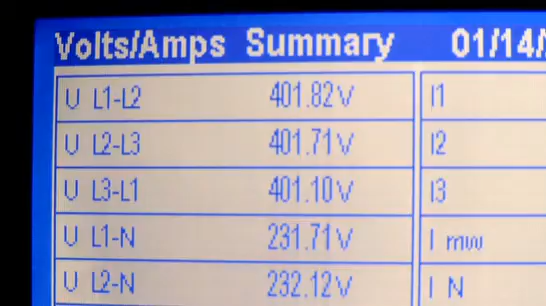 Volts/Amps Summary 01/14/
U L1-L2 401.82V I1
U L2-L3 401.71V I2
U L3-L1 401.10V I3
U L1-N 231.71V I mw
U L2-N 232.12V I N